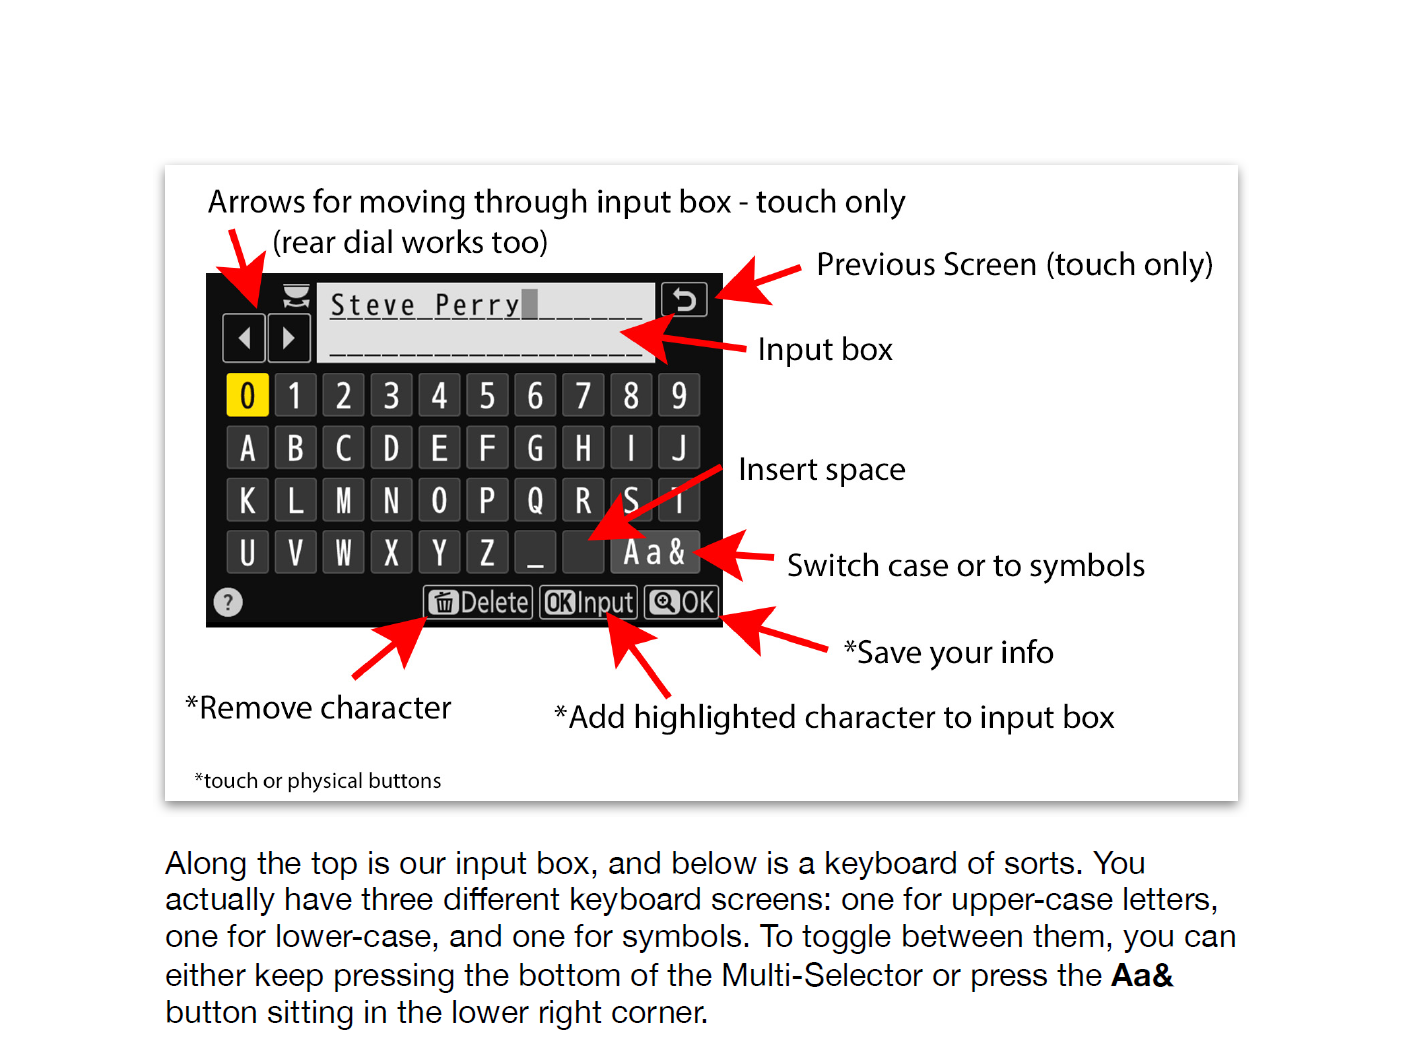 Arrows for moving through input box - touch only
(rear dial works too)
Previous Screen (touch only)
Steve Perry
Input box
0 1 2 3 4 5 6 7 8 9
A B C D E F G H I J
Insert space
K L M N O P Q R S T
U V W X Y Z _ Aa&
Switch case or to symbols
? Delete OK Input OK
*Save your info
*Remove character
*Add highlighted character to input box
*touch or physical buttons
Along the top is our input box, and below is a keyboard of sorts. You
actually have three different keyboard screens: one for upper-case letters,
one for lower-case, and one for symbols. To toggle between them, you can
either keep pressing the bottom of the Multi-Selector or press the Aa&
button sitting in the lower right corner.